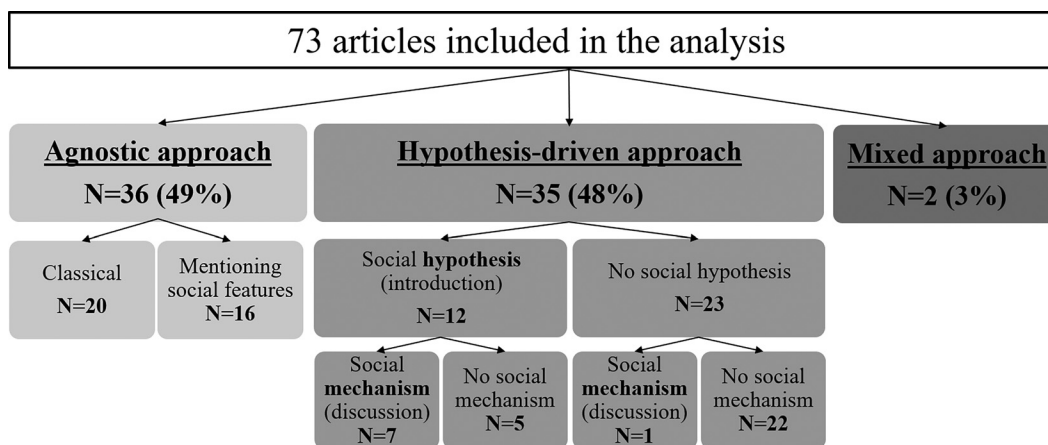 73 articles included in the analysis
Agnostic approach
N=36 (49%)
Hypothesis-driven approach
N=35 (48%)
Mixed approach
N=2 (3%)
Classical
N=20
Mentioning
social features
N=16
Social hypothesis
(introduction)
N=12
No social hypothesis
N=23
Social
mechanism
(discussion)
N=7
No social
mechanism
N=5
Social
mechanism
(discussion)
N=1
No social
mechanism
N=22